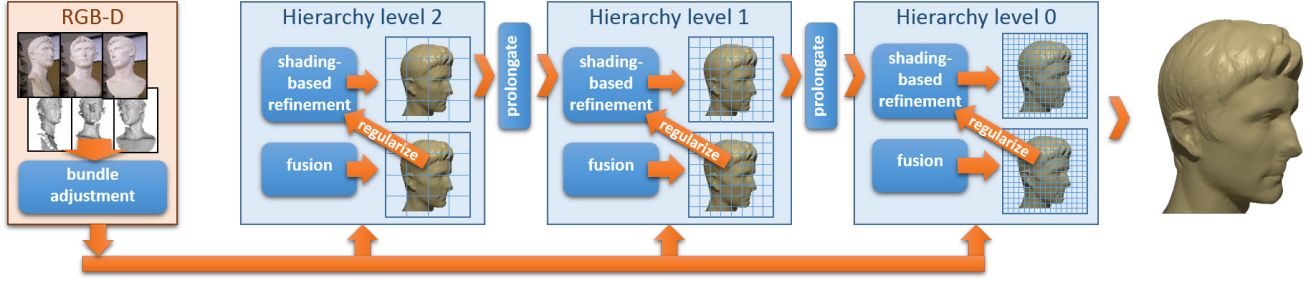 RGB-D
bundle
adjustment
Hierarchy level 2
shading-
based
refinement
regularize
fusion
prolongate
Hierarchy level 1
shading-
based
refinement
regularize
fusion
prolongate
Hierarchy level 0
shading-
based
refinement
regularize
fusion